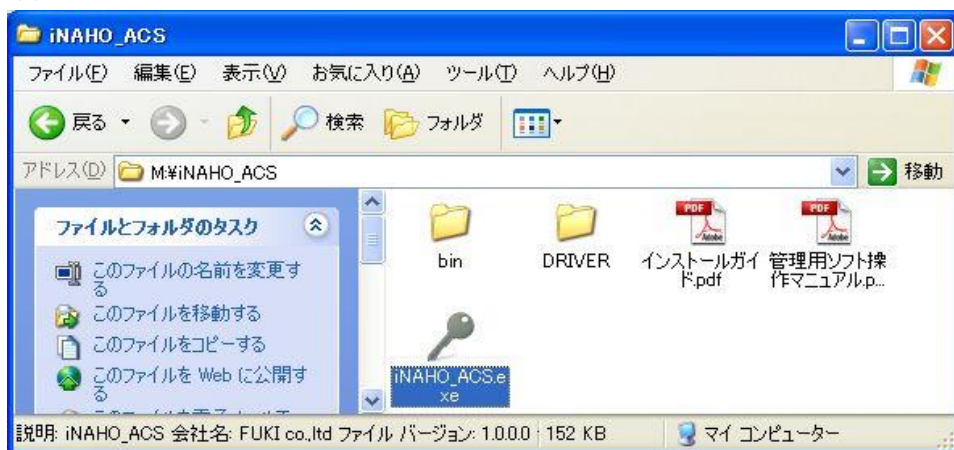 iNAHO_ACS
ファイル(F) 編集(E) 表示(V) お気に入り(A) ツール(T) ヘルプ(H)
戻る 検索 フォルダ
アドレス(D) M:¥iNAHO_ACS 移動
ファイルとフォルダのタスク
このファイルの名前を変更す
る
このファイルを移動する
このファイルをコピーする
このファイルを Web に公開す
る
bin
DRIVER
PDF
Adobe
インストールガイ
ド.pdf
PDF
Adobe
管理用ソフト操
作マニュアル.p...
iNAHO_ACS.e
xe
説明: iNAHO_ACS 会社名: FUKI co.,ltd ファイル バージョン: 1.0.0.0 152 KB マイ コンピューター